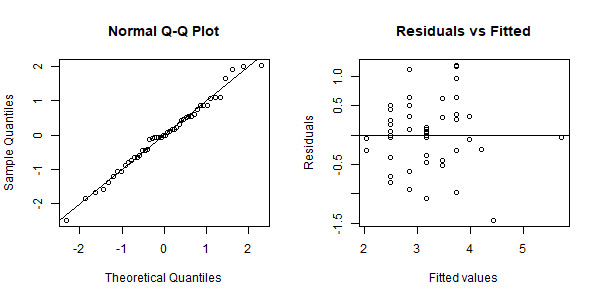 Normal Q-Q Plot
Sample Quantiles
2
1
0
-1
-2
-2 -1 0 1 2
Theoretical Quantiles
Residuals vs Fitted
Residuals
1.0
0.5
-0.5
-1.5
2 3 4 5
Fitted values